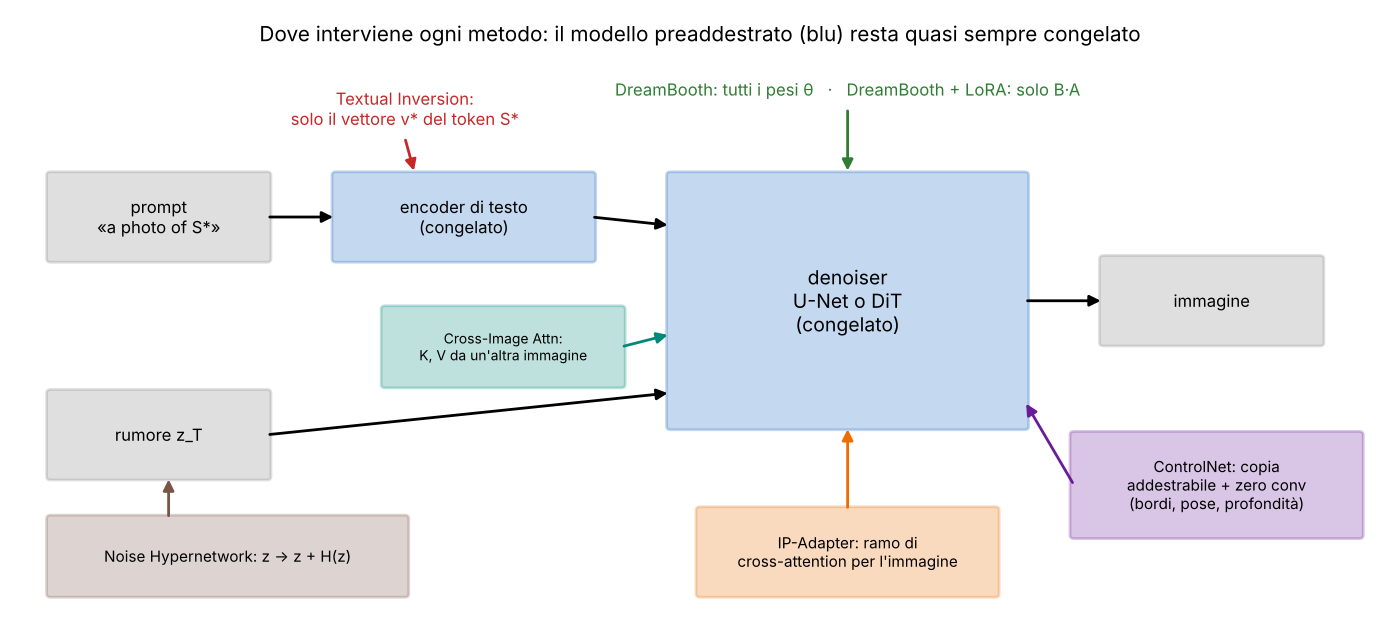 Dove interviene ogni metodo: il modello preaddestrato (blu) resta quasi sempre congelato
Textual Inversion:
solo il vettore v* del token S*
DreamBooth: tutti i pesi θ · DreamBooth + LoRA: solo B·A
prompt
«a photo of S*»
encoder di testo
(congelato)
denoiser
U-Net o DiT
(congelato)
immagine
Cross-Image Attn:
K, V da un'altra immagine
rumore z_T
ControlNet: copia
addestrabile + zero conv
(bordi, pose, profondità)
Noise Hypernetwork: z → z + H(z)
IP-Adapter: ramo di
cross-attention per l'immagine